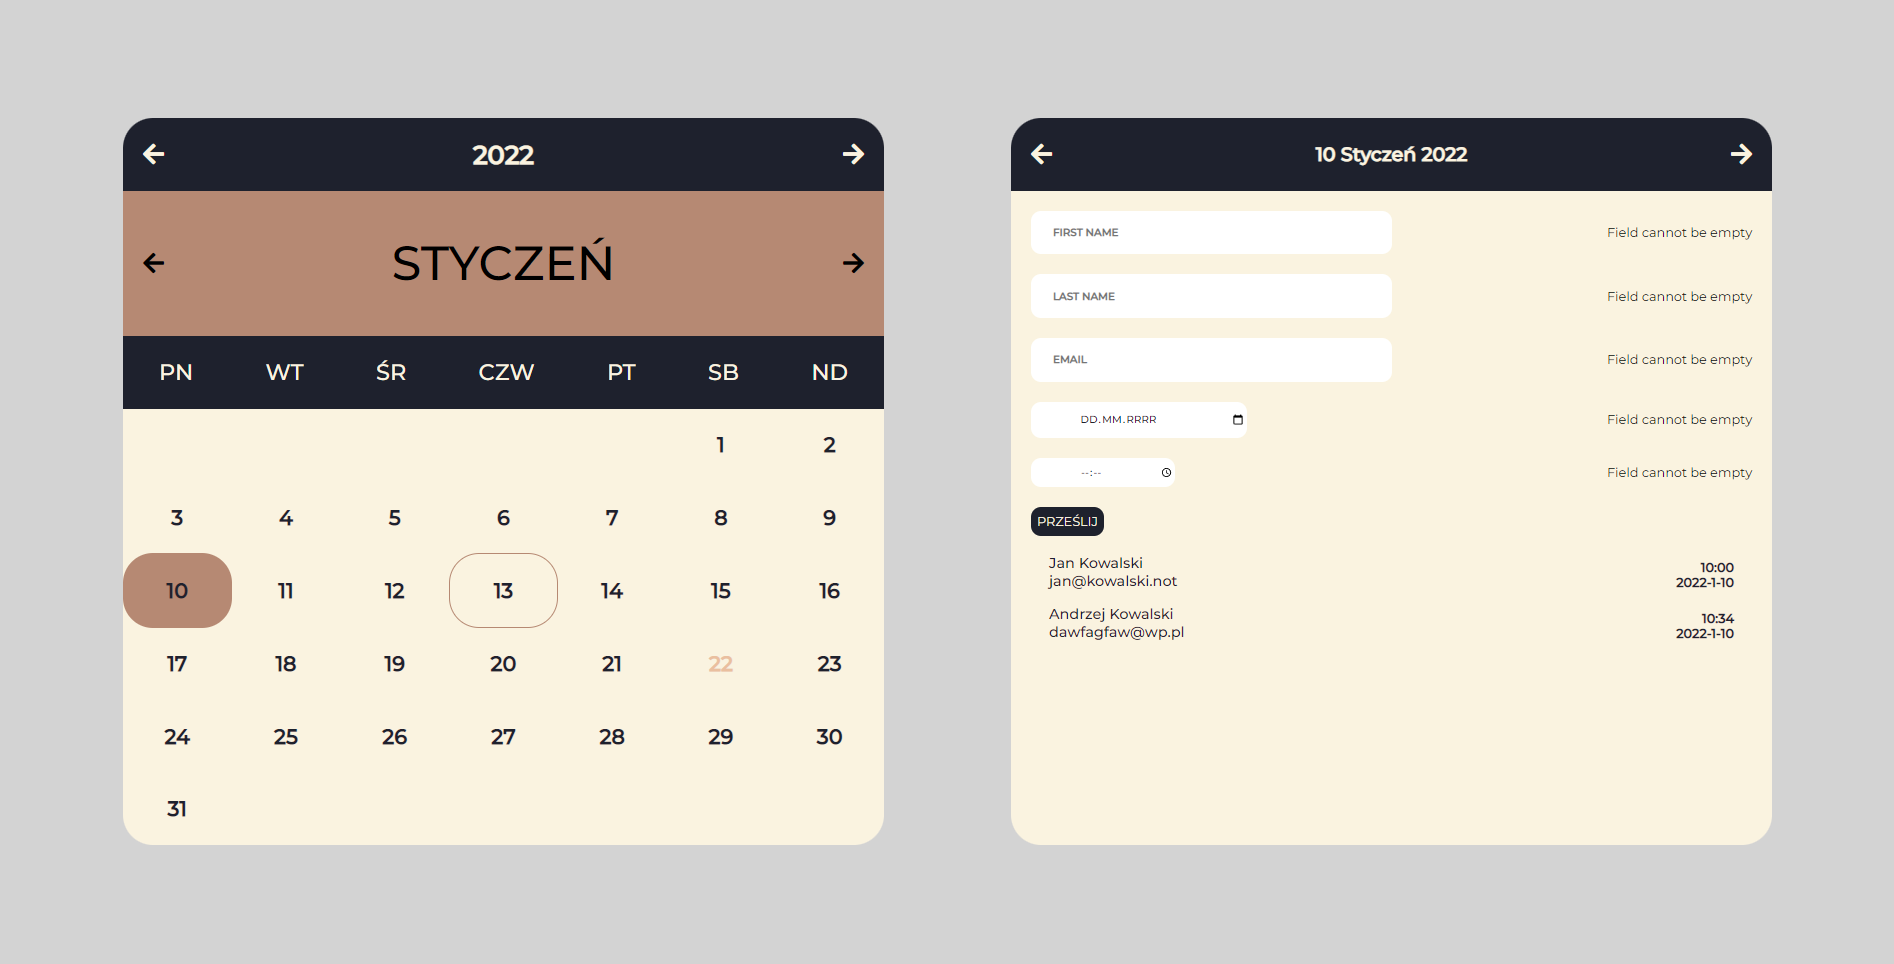 2022
STYCZEŃ
PN WT ŚR CZW PT SB ND
1 2
3 4 5 6 7 8 9
10 11 12 13 14 15 16
17 18 19 20 21 22 23
24 25 26 27 28 29 30
31
10 Styczeń 2022
FIRST NAME Field cannot be empty
LAST NAME Field cannot be empty
EMAIL Field cannot be empty
DD.MM.RRRR Field cannot be empty
--:-- Field cannot be empty
PRZEŚLIJ
Jan Kowalski 10:00
jan@kowalski.not 2022-1-10
Andrzej Kowalski 10:34
dawfagfaw@wp.pl 2022-1-10